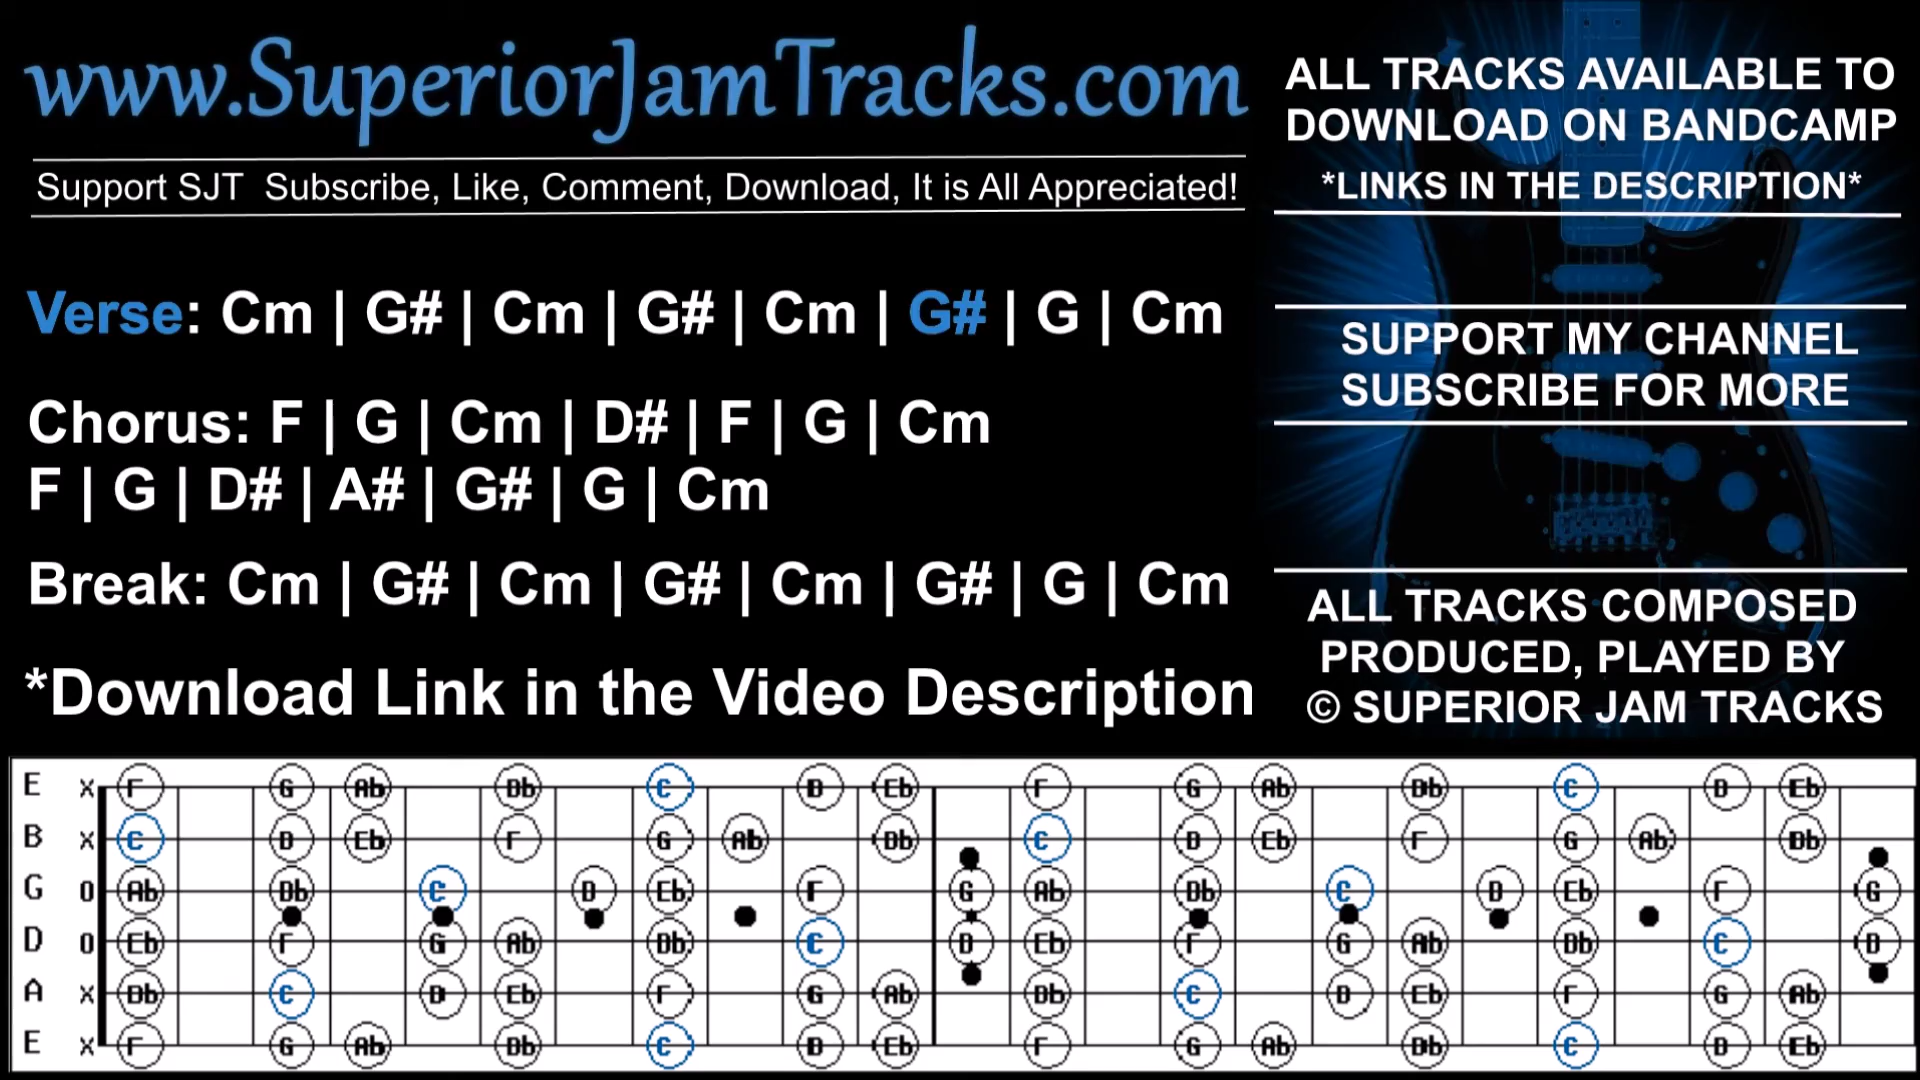 www.SuperiorJamTracks.com
Support SJT Subscribe, Like, Comment, Download, It is All Appreciated!
Verse: Cm | G# | Cm | G# | Cm | G# | G | Cm
Chorus: F | G | Cm | D# | F | G | Cm
F | G | D# | A# | G# | G | Cm
Break: Cm | G# | Cm | G# | Cm | G# | G | Cm
*Download Link in the Video Description
ALL TRACKS AVAILABLE TO
DOWNLOAD ON BANDCAMP
*LINKS IN THE DESCRIPTION*
SUPPORT MY CHANNEL
SUBSCRIBE FOR MORE
ALL TRACKS COMPOSED
PRODUCED, PLAYED BY
© SUPERIOR JAM TRACKS
E x F G Ab Db C D Eb F G Ab Db C D Eb
B x C D Eb F G Ab Db C D Eb F G Ab Db
G 0 Ab Db C D Eb F G Ab Db C D Eb F G
D 0 Eb F G Ab Db C D Eb F G Ab Db C D
A x Db C D Eb F G Ab Db C D Eb F G Ab
E x F G Ab Db C D Eb F G Ab Db C D Eb